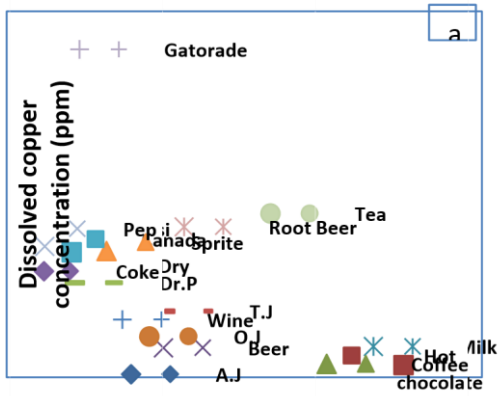 a
Gatorade
Dissolved copper
concentration (ppm)
Tea
Root Beer
Pepsi
anada
Sprite
Dry
Coke
Dr.P
T.J
Wine
O.J
Beer
Milk
Hot
Coffee
A.J
chocolate